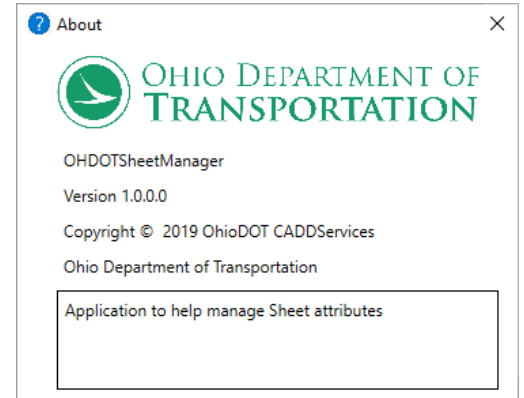 ? About
OHIO DEPARTMENT OF
TRANSPORTATION
OHDOTSheetManager
Version 1.0.0.0
Copyright © 2019 OhioDOT CADDServices
Ohio Department of Transportation
Application to help manage Sheet attributes